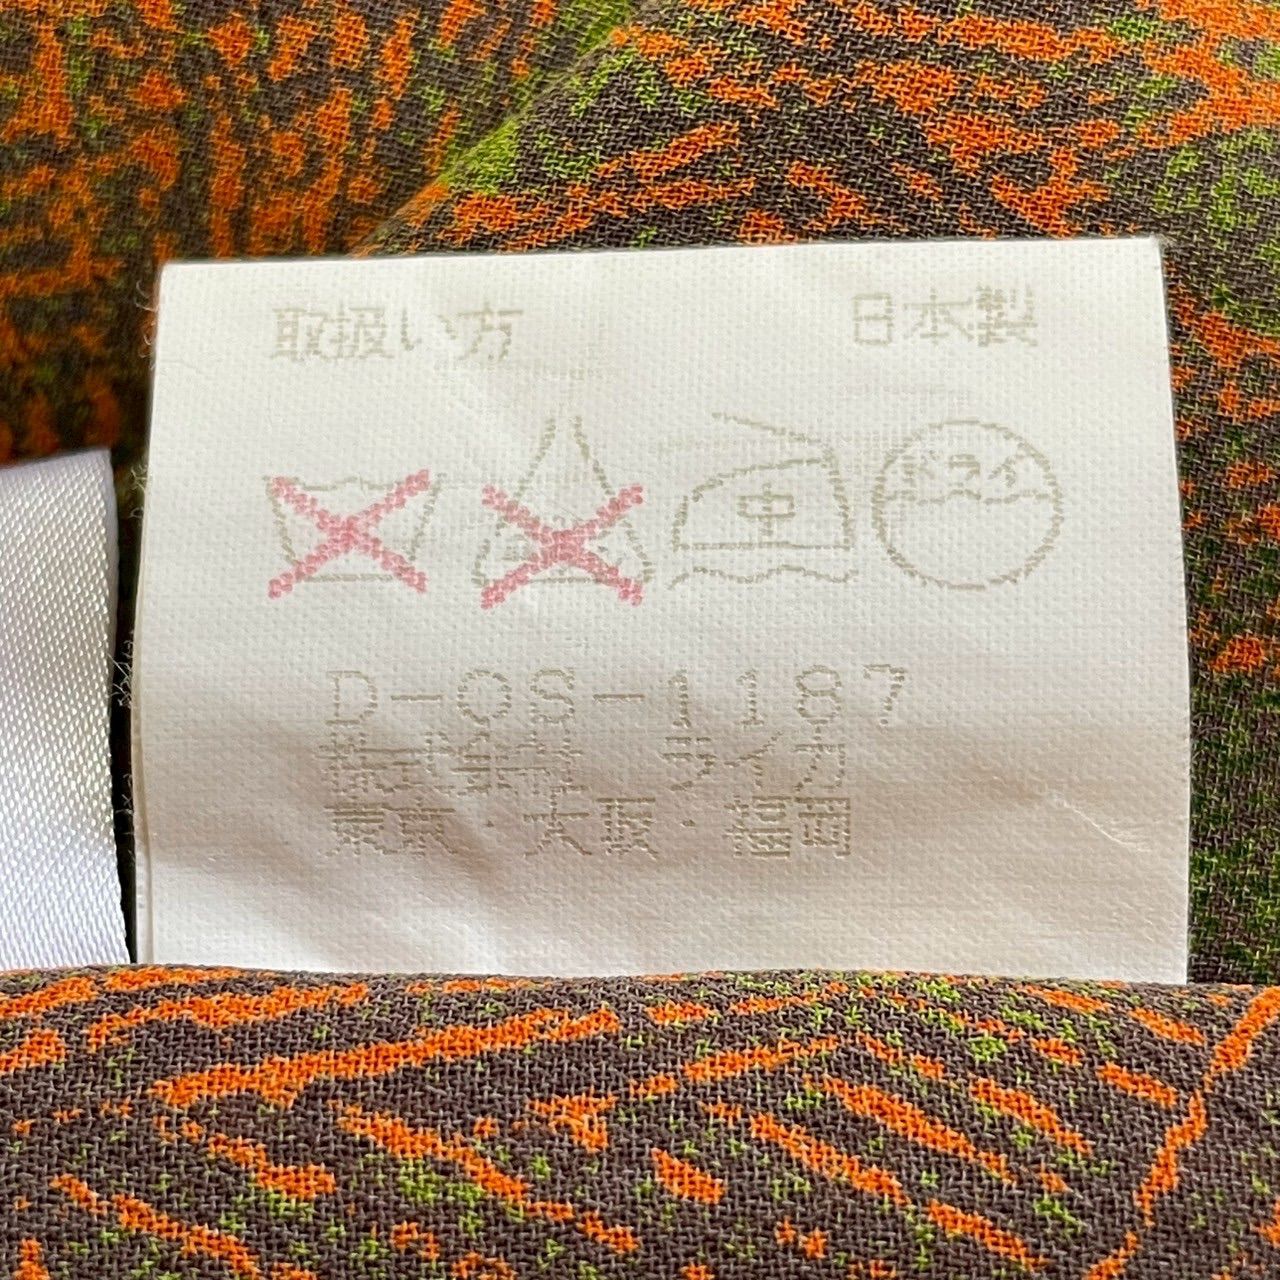 取扱い方 日本製
中 ドライ
D-QS-1187
株式会社 ライカ
東京・大阪・福岡